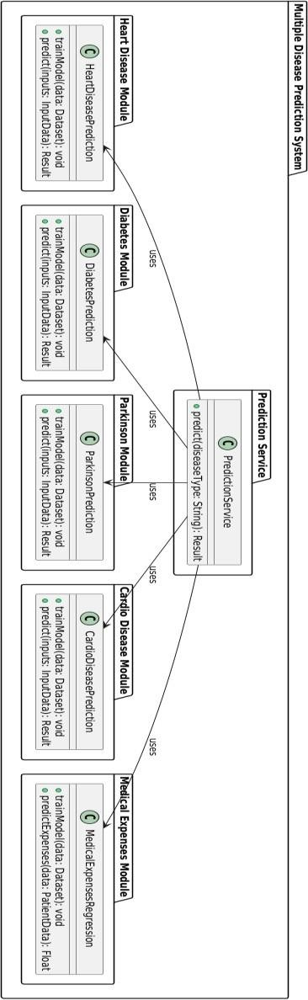 Multiple Disease Prediction System
Prediction Service
C PredictionService
predict(diseaseType: String): Result
uses
uses
uses
uses
uses
Heart Disease Module
C HeartDiseasePrediction
trainModel(data: Dataset): void
predict(inputs: InputData): Result
Diabetes Module
C DiabetesPrediction
trainModel(data: Dataset): void
predict(inputs: InputData): Result
Parkinson Module
C ParkinsonPrediction
trainModel(data: Dataset): void
predict(inputs: InputData): Result
Cardio Disease Module
C CardioDiseasePrediction
trainModel(data: Dataset): void
predict(inputs: InputData): Result
Medical Expenses Module
C MedicalExpensesRegression
trainModel(data: Dataset): void
predictExpenses(data: PatientData): Float